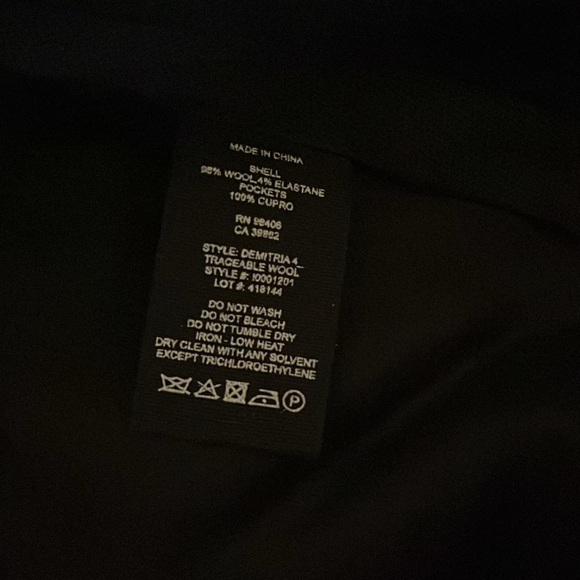 MADE IN CHINA
SHELL
96% WOOL,4% ELASTANE
POCKETS
100% CUPRO
RN 98406
CA 39862
STYLE: DEMITRIA 4_
TRACEABLE WOOL
STYLE #: I0001201
LOT #: 418144
DO NOT WASH
DO NOT BLEACH
DO NOT TUMBLE DRY
IRON - LOW HEAT
DRY CLEAN WITH ANY SOLVENT
EXCEPT TRICHLOROETHYLENE
P